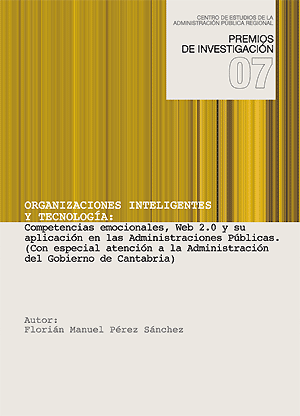 CENTRO DE ESTUDIOS DE LA
ADMINISTRACIÓN PÚBLICA REGIONAL
PREMIOS
DE INVESTIGACIÓN
07
ORGANIZACIONES INTELIGENTES
Y TECNOLOGÍA:
Competencias emocionales, Web 2.0 y su
aplicación en las Administraciones Públicas.
(Con especial atención a la Administración
del Gobierno de Cantabria)
Autor:
Florián Manuel Pérez Sánchez